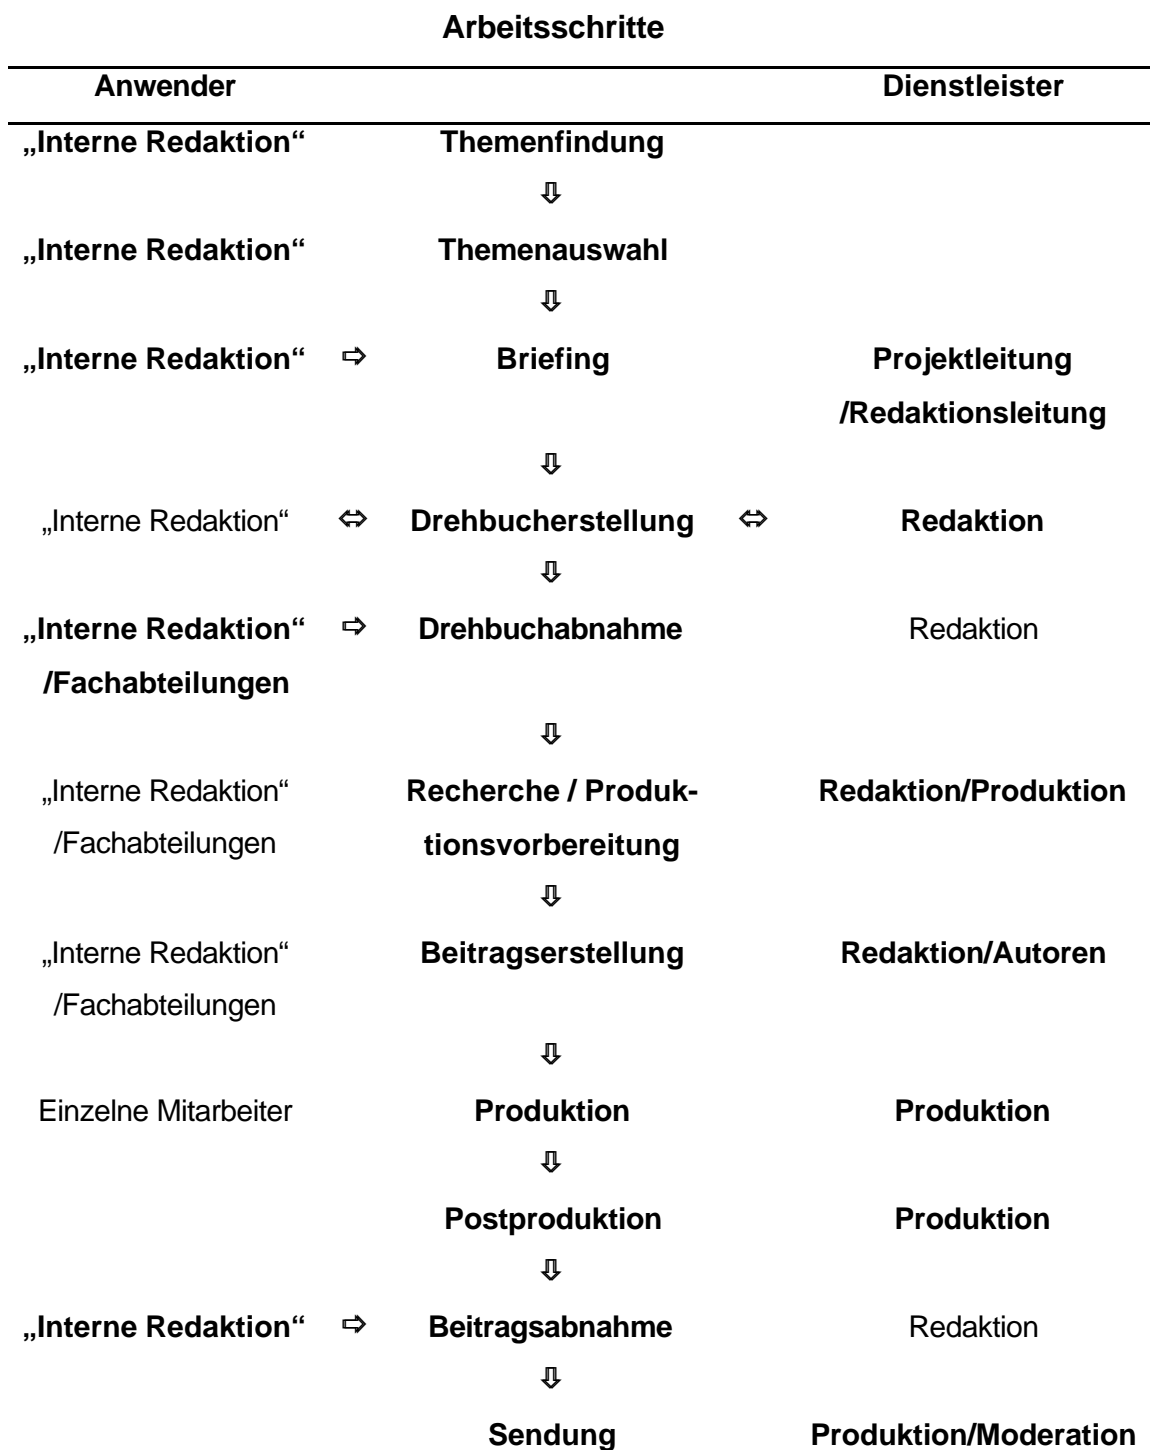 Arbeitsschritte
Anwender Dienstleister
„Interne Redaktion“ Themenfindung
⇩
„Interne Redaktion“ Themenauswahl
⇩
„Interne Redaktion“ ⇨ Briefing Projektleitung
/Redaktionsleitung
⇩
„Interne Redaktion“ ⬄ Drehbucherstellung ⬄ Redaktion
⇩
„Interne Redaktion“ ⇨ Drehbuchabnahme Redaktion
/Fachabteilungen
⇩
„Interne Redaktion“ Recherche / Produk- Redaktion/Produktion
/Fachabteilungen tionsvorbereitung
⇩
„Interne Redaktion“ Beitragserstellung Redaktion/Autoren
/Fachabteilungen
⇩
Einzelne Mitarbeiter Produktion Produktion
⇩
Postproduktion Produktion
⇩
„Interne Redaktion“ ⇨ Beitragsabnahme Redaktion
⇩
Sendung Produktion/Moderation